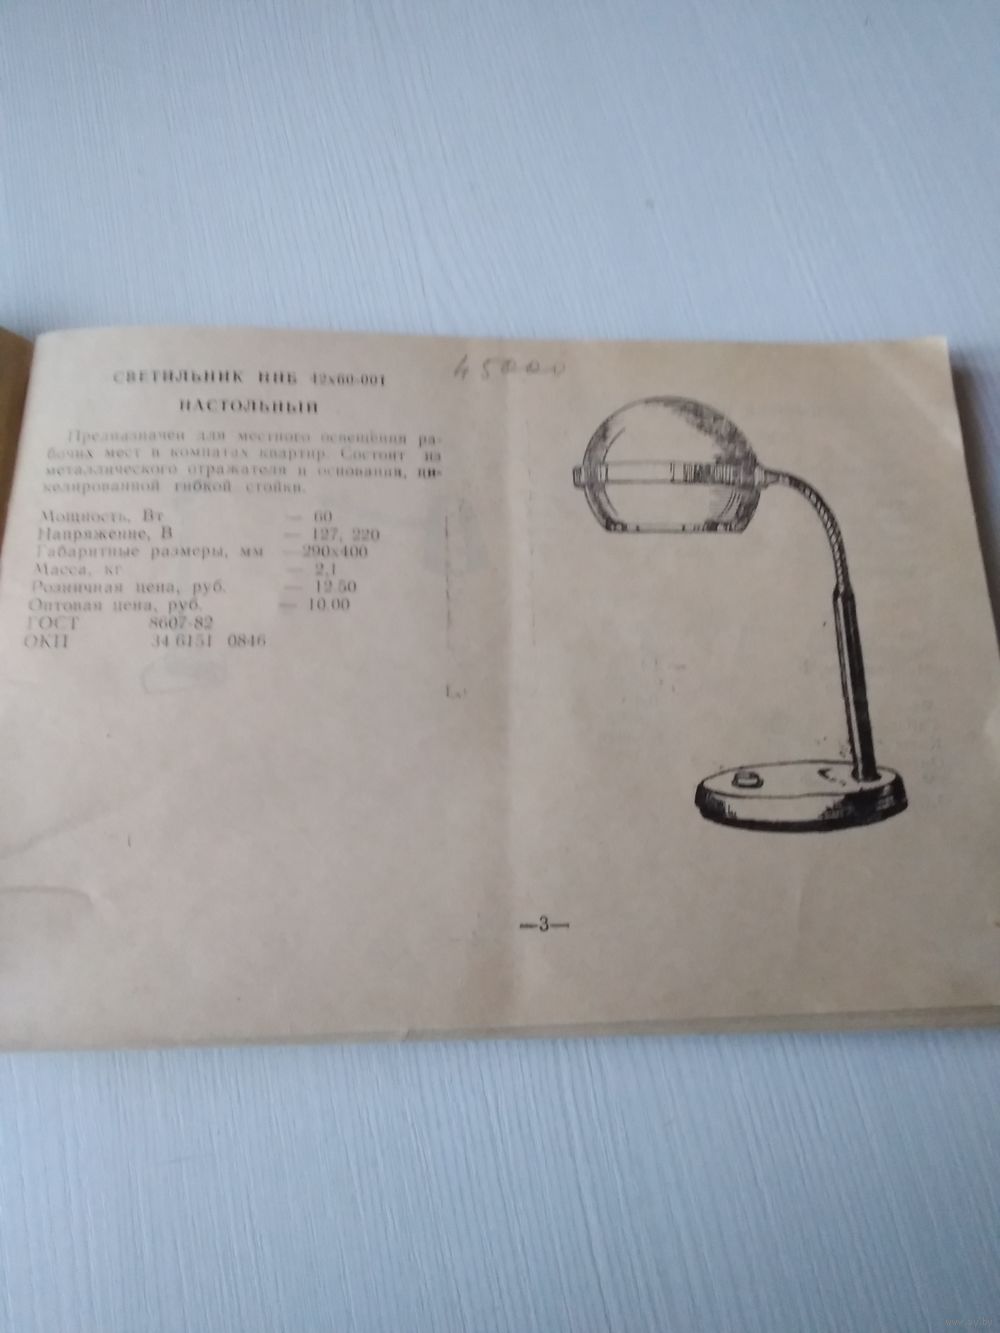 СВЕТИЛЬНИК ННБ 42х60-001
45000
НАСТОЛЬНЫЙ
Предназначен для местного освещения ра-
бочих мест в комнатах квартир. Состоит из
металлического отражателя и основания, ни-
келированной гибкой стойки.
Мощность, Вт — 60
Напряжение, В — 127, 220
Габаритные размеры, мм —290х400
Масса, кг — 2,1
Розничная цена, руб. — 12.50
Оптовая цена, руб. — 10.00
ГОСТ 8607-82
ОКП 34 6151 0846
—3—